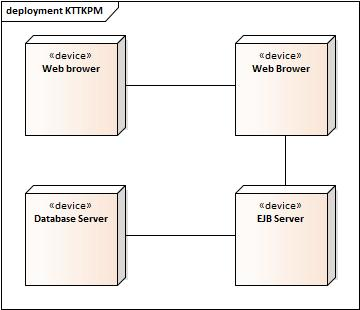 deployment KTTKPM
«device»
Web brower
«device»
Web Brower
«device»
Database Server
«device»
EJB Server